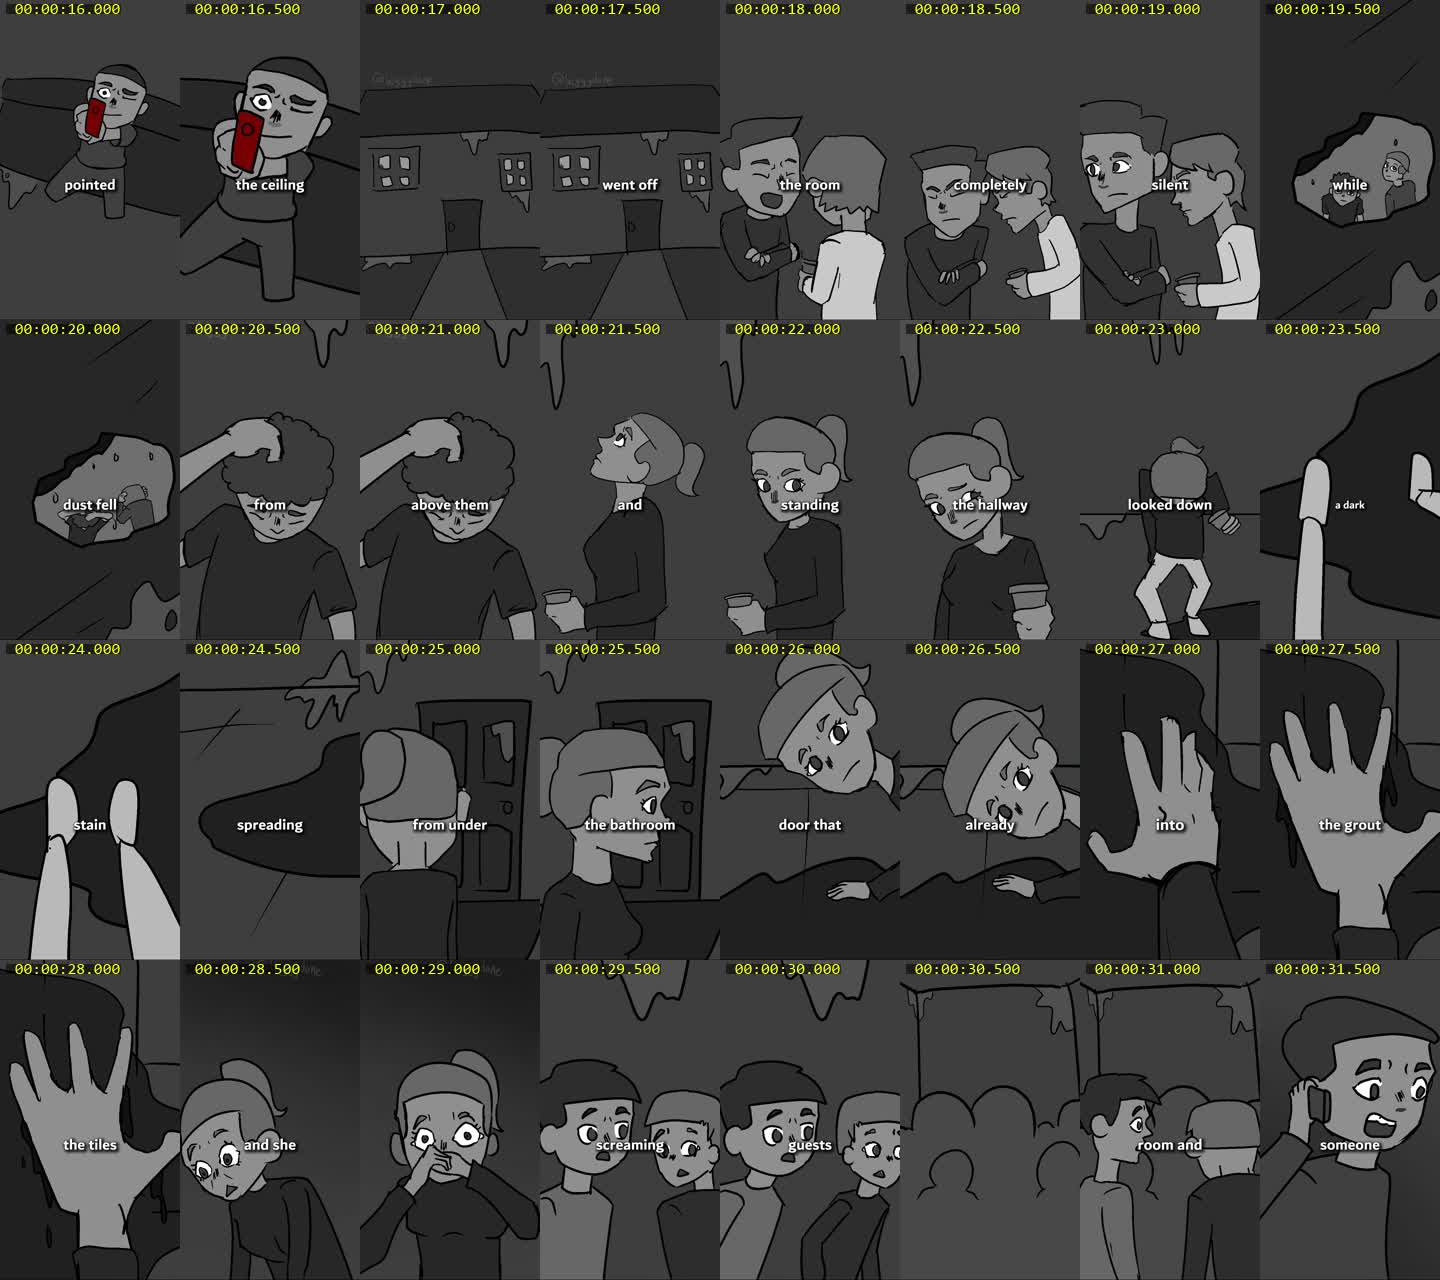 00:00:16.000
pointed
00:00:16.500
the ceiling
00:00:17.000
00:00:17.500
went off
00:00:18.000
the room
00:00:18.500
completely
00:00:19.000
silent
00:00:19.500
while
00:00:20.000
dust fell
00:00:20.500
from
00:00:21.000
above them
00:00:21.500
and
00:00:22.000
standing
00:00:22.500
the hallway
00:00:23.000
looked down
00:00:23.500
a dark
00:00:24.000
stain
00:00:24.500
spreading
00:00:25.000
from under
00:00:25.500
the bathroom
00:00:26.000
door that
00:00:26.500
already
00:00:27.000
into
00:00:27.500
the grout
00:00:28.000
the tiles
00:00:28.500
and she
00:00:29.000
00:00:29.500
screaming
00:00:30.000
guests
00:00:30.500
00:00:31.000
room and
00:00:31.500
someone